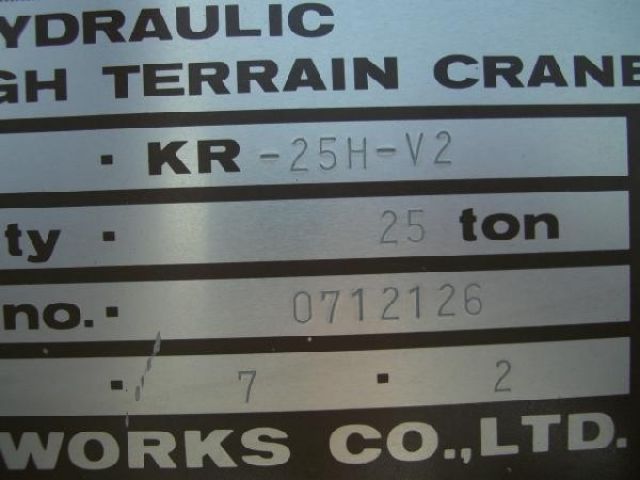 YDRAULIC
GH TERRAIN CRANE
· KR -25H-V2
ty · 25 ton
no. · 0712126
· 7 · 2
WORKS CO.,LTD.